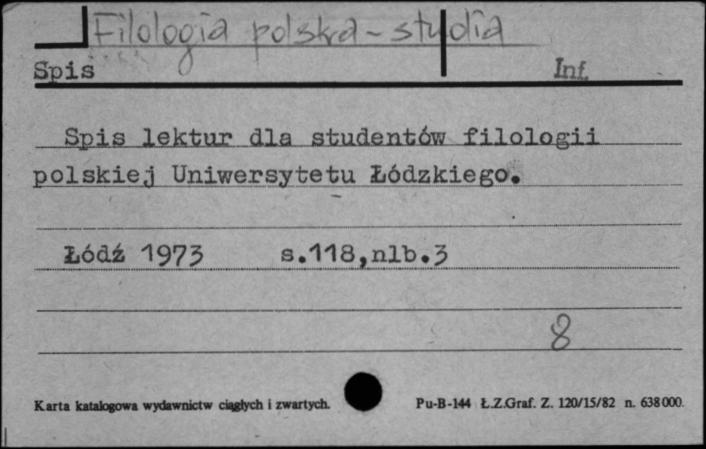 Filologia polska - studia
Spis Inf.
Spis lektur dla studentów filologii
polskiej Uniwersytetu Łódzkiego.
Łódź 1973 s.118,nlb.3
8
Karta katalogowa wydawnictw ciągłych i zwartych. Pu-B-144 Ł.Z.Graf. Z. 120/15/82 n. 638000.